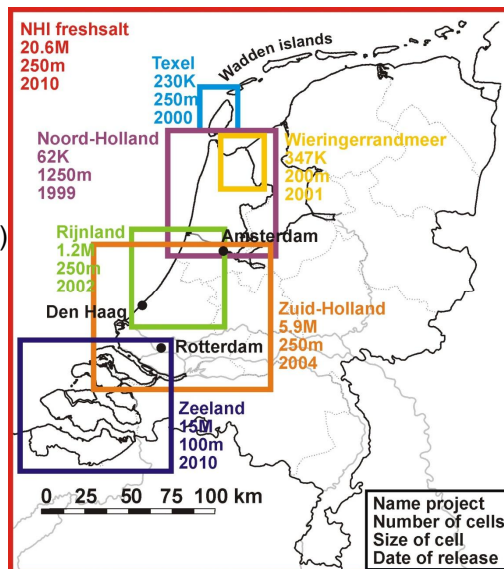 NHI freshsalt
20.6M
250m
2010
Wadden islands
Texel
230K
250m
2000
Noord-Holland
62K
1250m
1999
Wieringerrandmeer
347K
200m
2001
)
Rijnland
1.2M
250m
2002
Amsterdam
Den Haag
Zuid-Holland
5.9M
250m
2004
Rotterdam
Zeeland
15M
100m
2010
0 25 50 75 100 km
Name project
Number of cells
Size of cell
Date of release